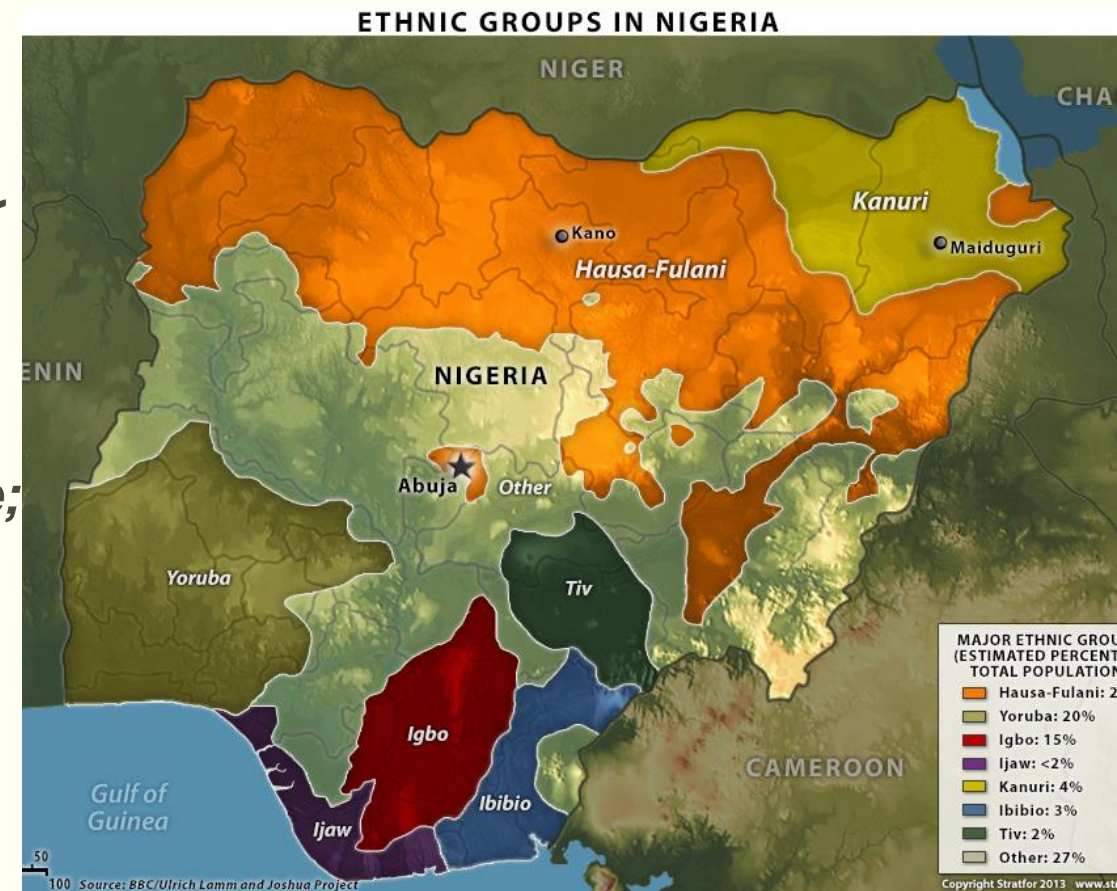 ETHNIC GROUPS IN NIGERIA
NIGER
CHA
Kanuri
Kano
Maiduguri
Hausa-Fulani
ENIN
NIGERIA
Abuja
Other
e;
Yoruba
Tiv
MAJOR ETHNIC GROU
(ESTIMATED PERCENT
TOTAL POPULATION
Hausa-Fulani: 2
Yoruba: 20%
Igbo: 15%
Ijaw: <2%
Kanuri: 4%
Ibibio: 3%
Tiv: 2%
Other: 27%
Igbo
CAMEROON
Gulf of
Guinea
Ibibio
Ijaw
50
100
Source: BBC/Ulrich Lamm and Joshua Project
Copyright Stratfor 2013 www.st